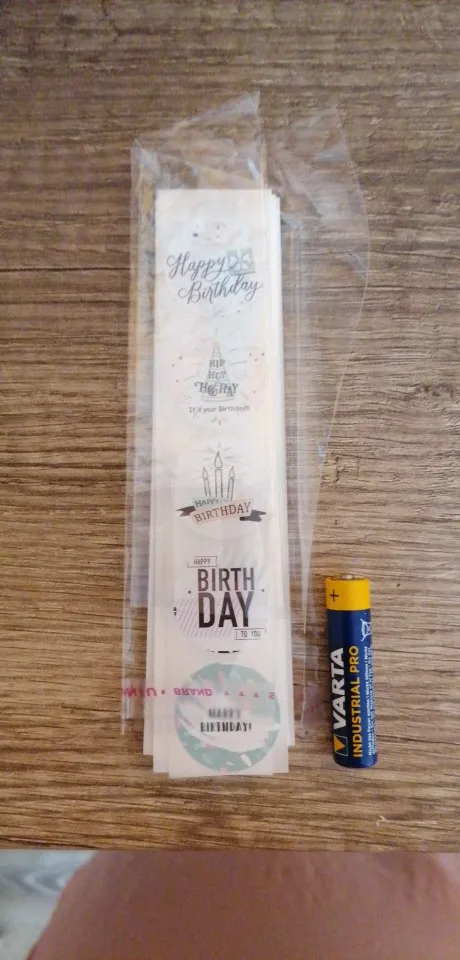 Happy
Birthday
HIP
HOORAY
It's your Birthday!!
HAPPY
BIRTHDAY
HAPPY
BIRTH
DAY
TO YOU
BRAND
HAPPY
BIRTHDAY!
VARTA
INDUSTRIAL PRO
+